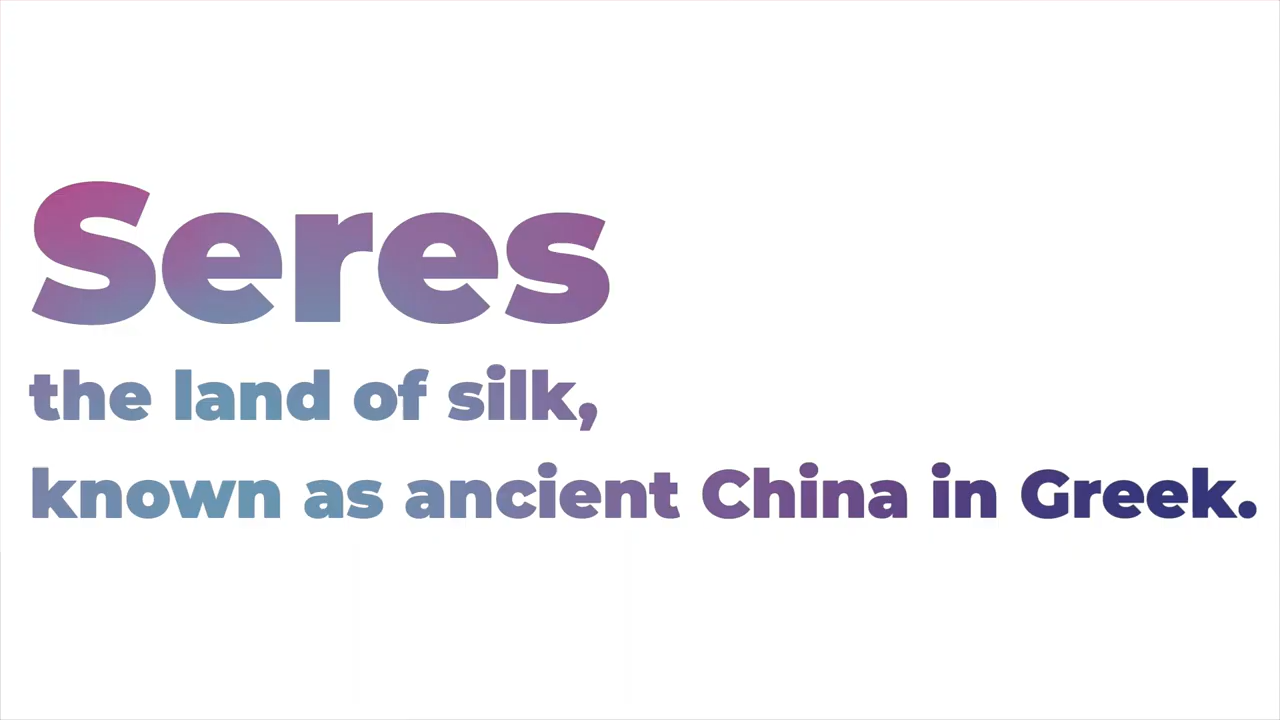 Seres
the land of silk,
known as ancient China in Greek.